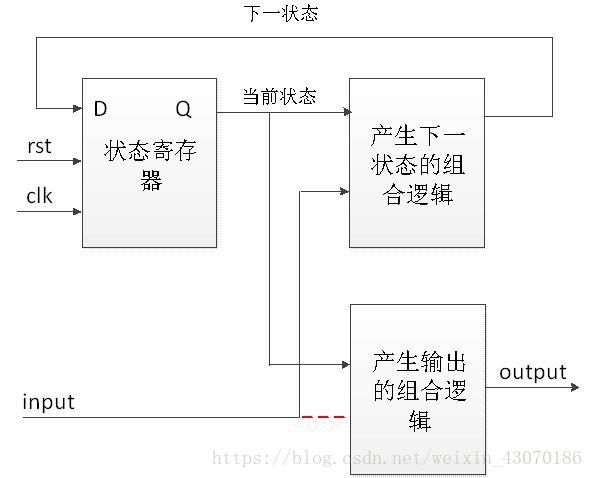 下一状态
D Q
当前状态
状态寄存
器
产生下一
状态的组
合逻辑
rst
clk
产生输出
的组合逻
辑
output
input
https://blog.csdn.net/weixin_43070186